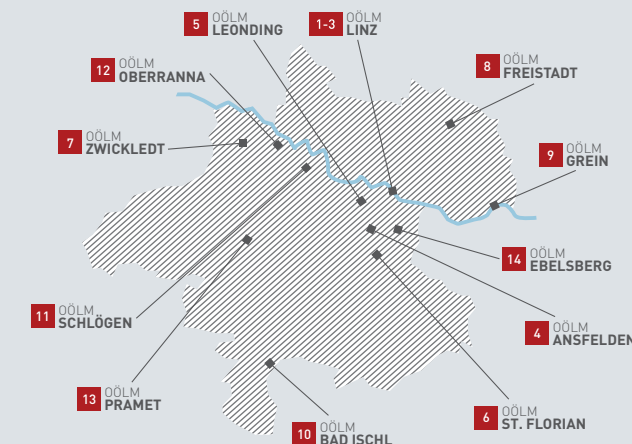 5 OÖLM
LEONDING
1-3 OÖLM
LINZ
12 OÖLM
OBERRANNA
8 OÖLM
FREISTADT
7 OÖLM
ZWICKLEDT
9 OÖLM
GREIN
14 OÖLM
EBELSBERG
11 OÖLM
SCHLÖGEN
4 OÖLM
ANSFELDEN
13 OÖLM
PRAMET
6 OÖLM
ST. FLORIAN
10 OÖLM
BAD ISCHL